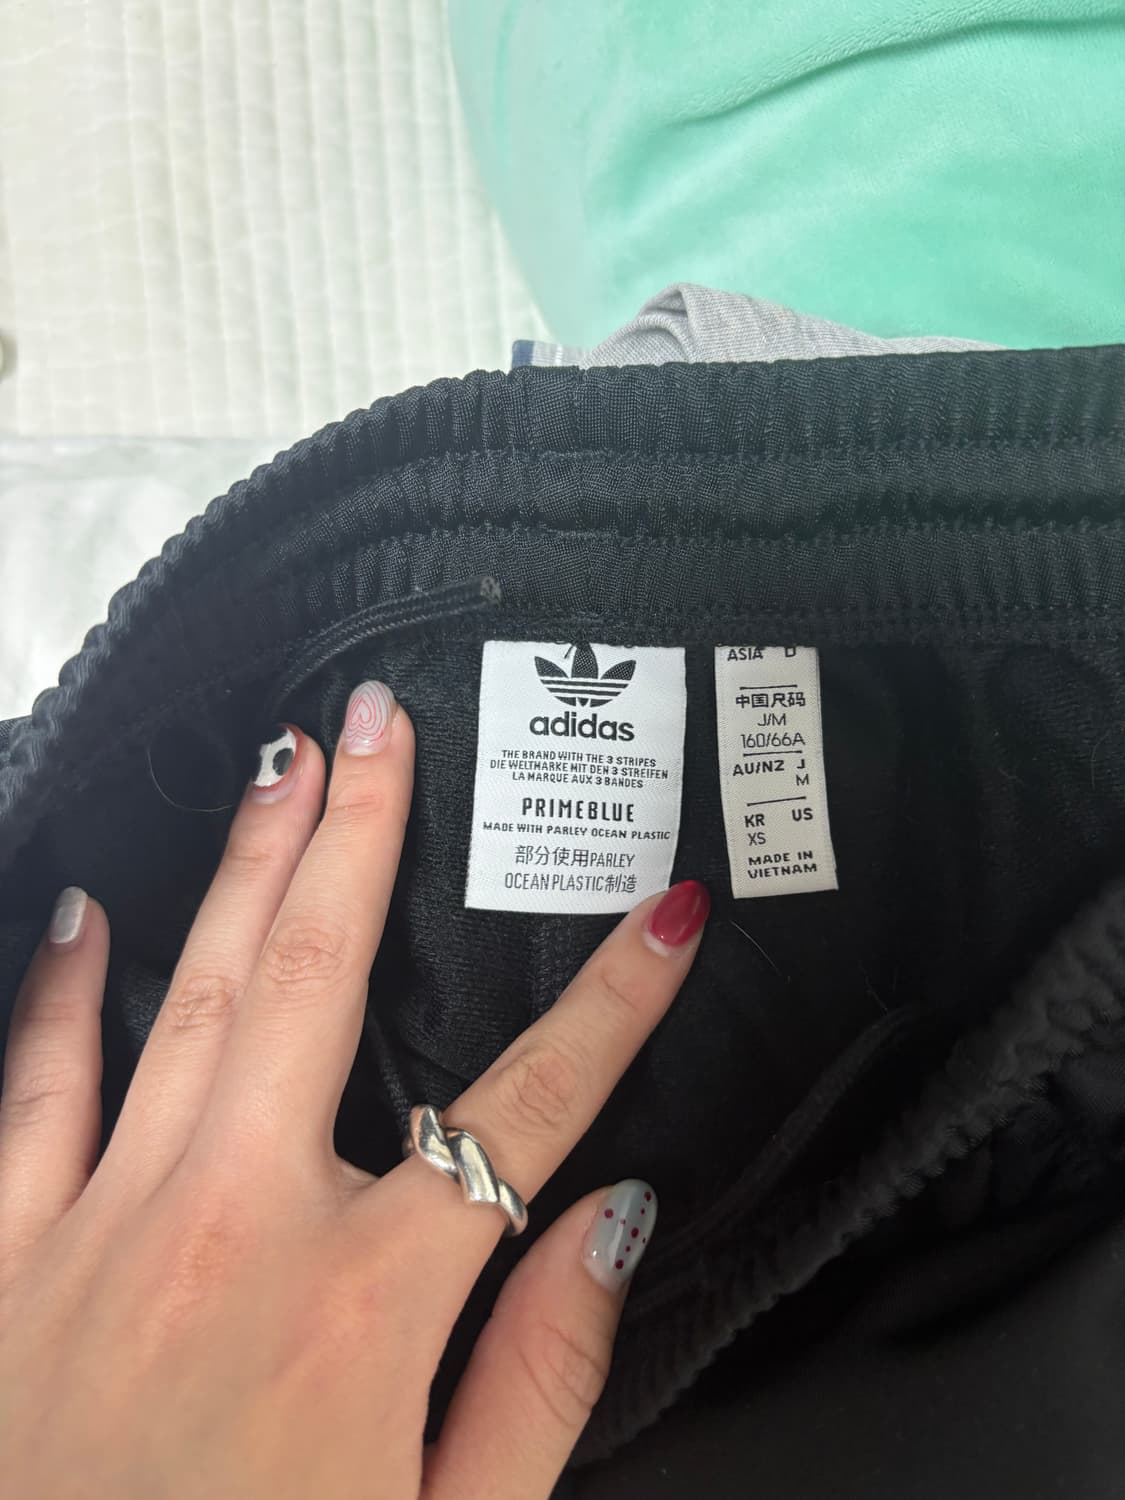 adidas
THE BRAND WITH THE 3 STRIPES
DIE WELTMARKE MIT DEN 3 STREIFEN
LA MARQUE AUX 3 BANDES
PRIMEBLUE
MADE WITH PARLEY OCEAN PLASTIC
部分使用PARLEY
OCEAN PLASTIC制造
ASIA D
中国尺码
J/M
160/66A
AU/NZ J
M
KR US
XS
MADE IN
VIETNAM